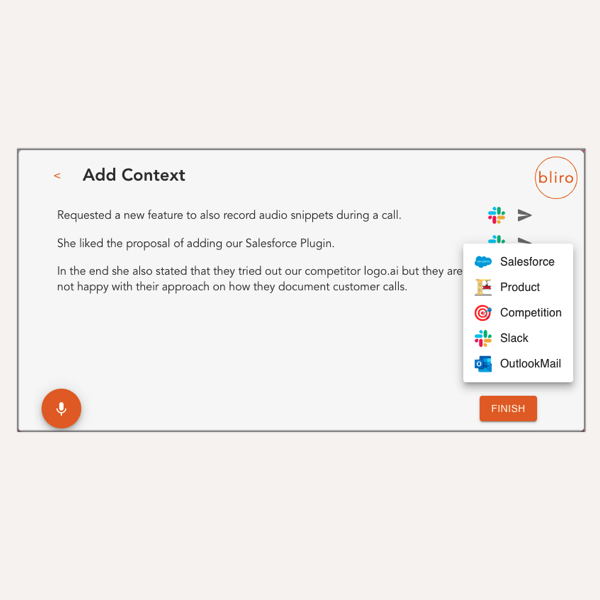 < Add Context
bliro
Requested a new feature to also record audio snippets during a call.
She liked the proposal of adding our Salesforce Plugin.
In the end she also stated that they tried out our competitor logo.ai but they are
not happy with their approach on how they document customer calls.
Salesforce
Product
Competition
Slack
OutlookMail
FINISH